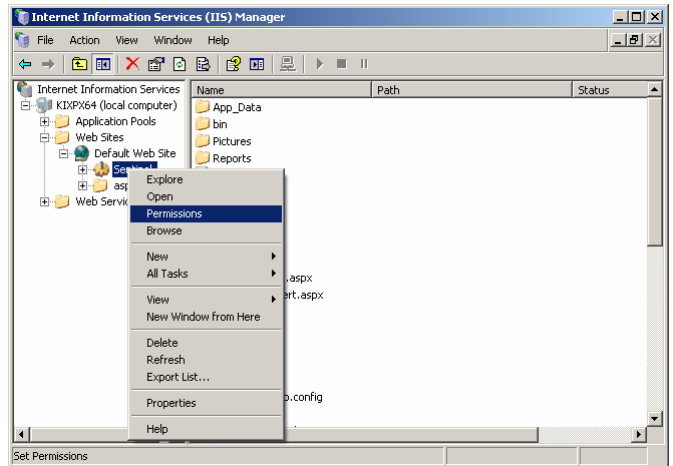 Internet Information Services (IIS) Manager
File Action View Window Help
Internet Information Services
KIXPX64 (local computer)
Application Pools
Web Sites
Default Web Site
Web
Name Path Status
App_Data
bin
Pictures
Reports
.aspx
ert.aspx
.config
Explore
Open
Permissions
Browse
New
All Tasks
View
New Window from Here
Delete
Refresh
Export List...
Properties
Help
Set Permissions